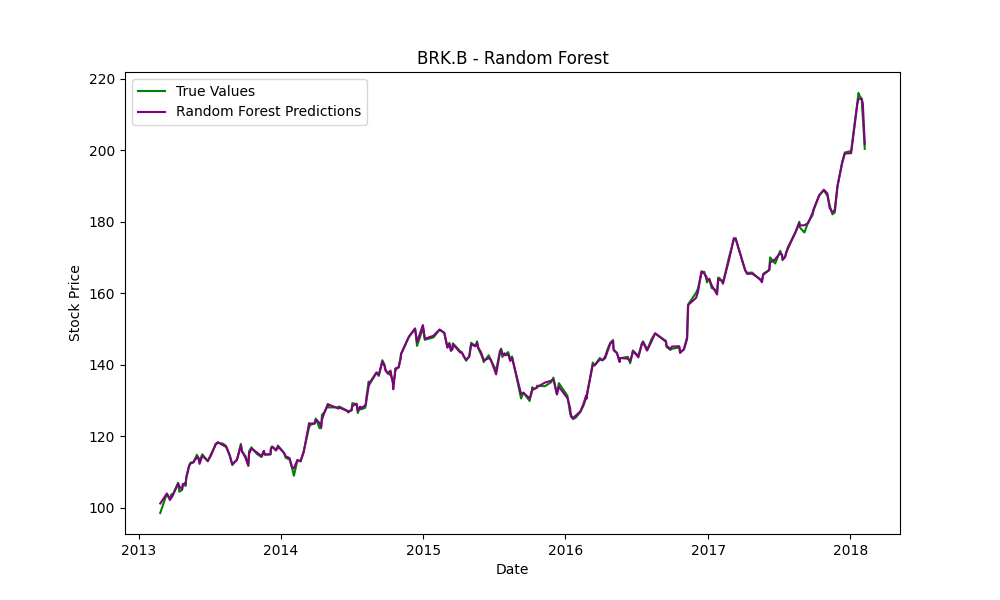 BRK.B - Random Forest
True Values
Random Forest Predictions
220
200
180
160
140
120
100
Stock Price
2013 2014 2015 2016 2017 2018
Date